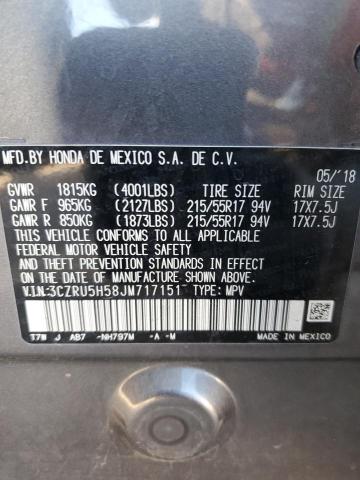 MFD.BY HONDA DE MEXICO S.A. DE C.V.
05/'18
GVWR 1815KG (4001LBS) TIRE SIZE RIM SIZE
GAWR F 965KG (2127LBS) 215/55R17 94V 17X7.5J
GAWR R 850KG (1873LBS) 215/55R17 94V 17X7.5J
THIS VEHICLE CONFORMS TO ALL APPLICABLE
FEDERAL MOTOR VEHICLE SAFETY, BUMPER,
AND THEFT PREVENTION STANDARDS IN EFFECT
ON THE DATE OF MANUFACTURE SHOWN ABOVE.
V.I.N:3CZRU5H58JM717151 TYPE: MPV
T7W J AB7 -NH797M -A -M
MADE IN MEXICO